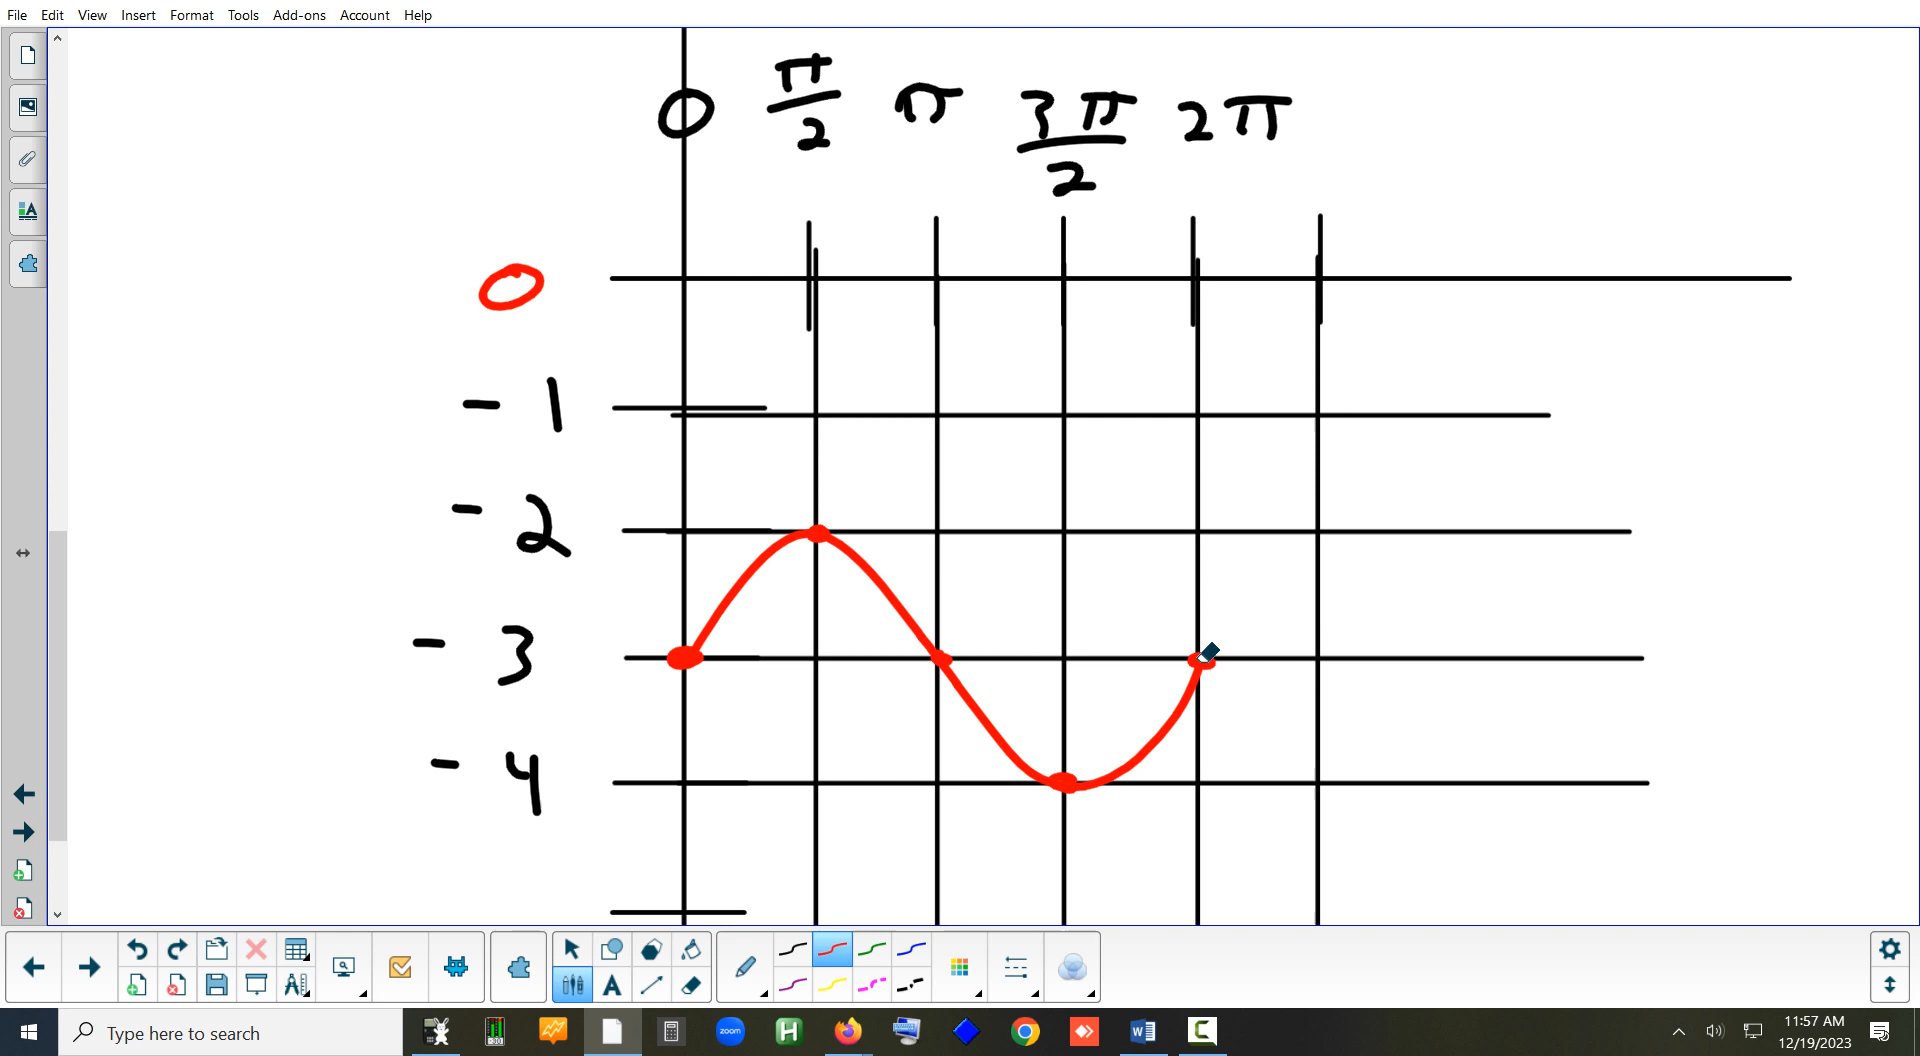 File Edit View Insert Format Tools Add-ons Account Help
0 π/2 π 3π/2 2π
0
- 1
- 2
- 3
- 4
A
A
zoom
H
W
C
Type here to search
11:57 AM
12/19/2023